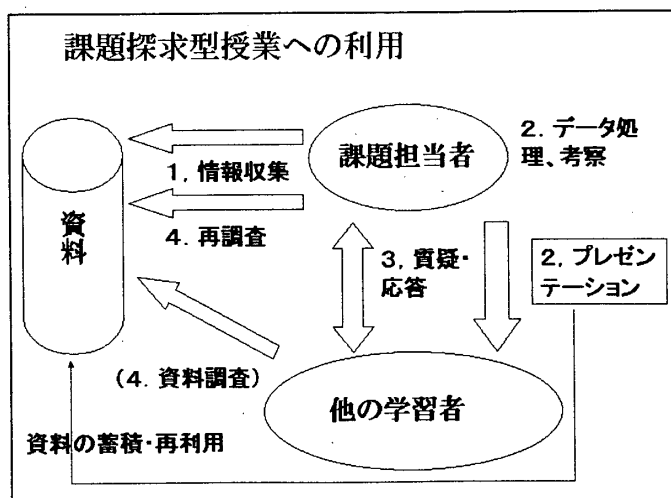 課題探求型授業への利用
課題担当者
2. データ処
理、考察
1, 情報収集
資料
4. 再調査
3, 質疑・
応答
2, プレゼン
テーション
（4. 資料調査）
他の学習者
資料の蓄積・再利用